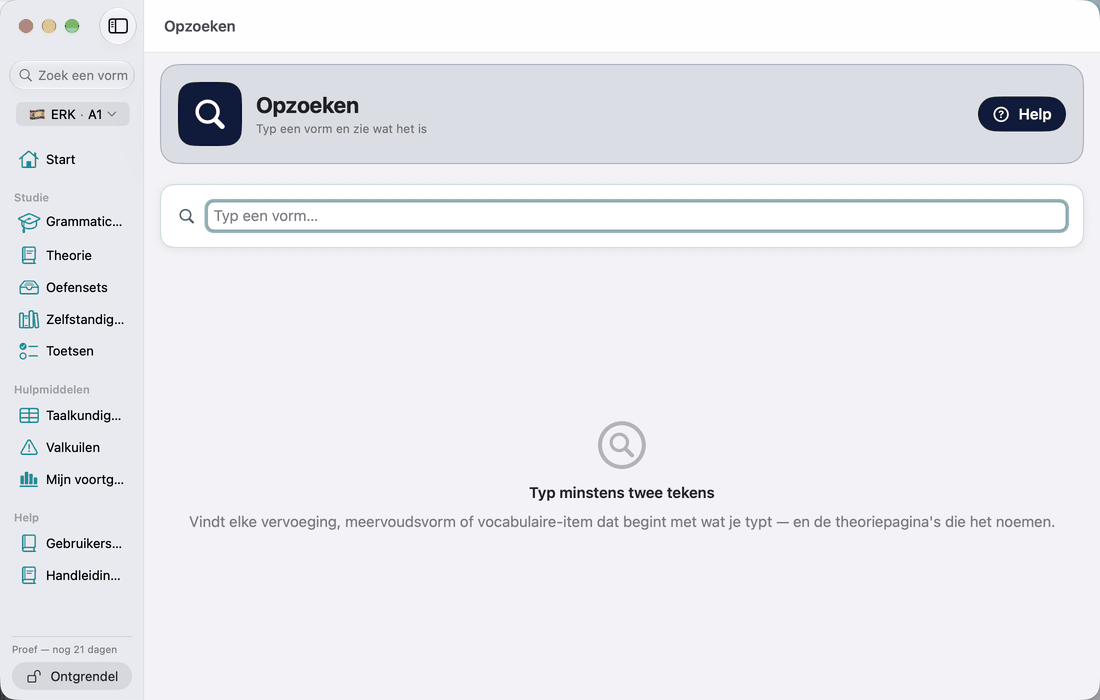 Opzoeken
Zoek een vorm
ERK · A1
Start
Studie
Grammatic...
Theorie
Oefensets
Zelfstandig...
Toetsen
Hulpmiddelen
Taalkundig...
Valkuilen
Mijn voortg...
Help
Gebruikers...
Handleidin...
Proef — nog 21 dagen
Ontgrendel
Opzoeken
Typ een vorm en zie wat het is
Help
Typ een vorm...
Typ minstens twee tekens
Vindt elke vervoeging, meervoudsvorm of vocabulaire-item dat begint met wat je typt — en de theoriepagina's die het noemen.